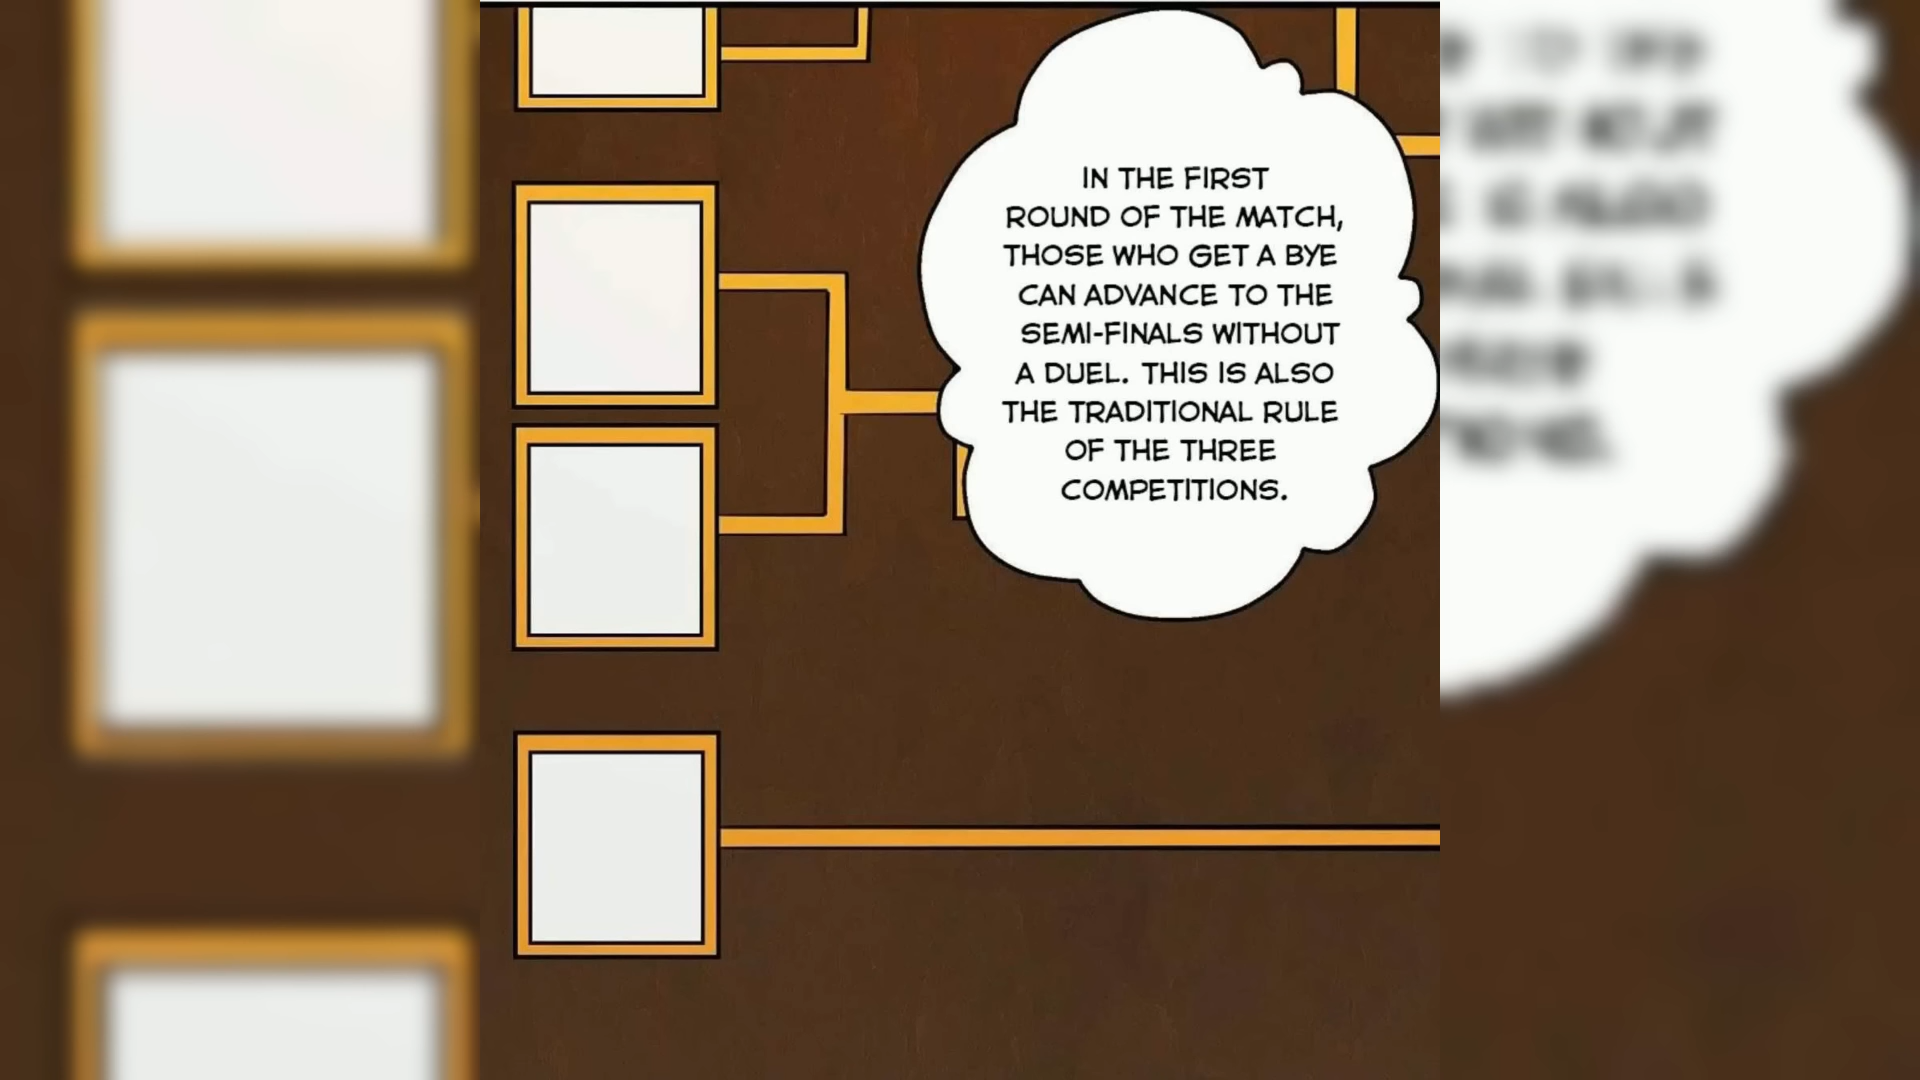 IN THE FIRST
ROUND OF THE MATCH,
THOSE WHO GET A BYE
CAN ADVANCE TO THE
SEMI-FINALS WITHOUT
A DUEL. THIS IS ALSO
THE TRADITIONAL RULE
OF THE THREE
COMPETITIONS.